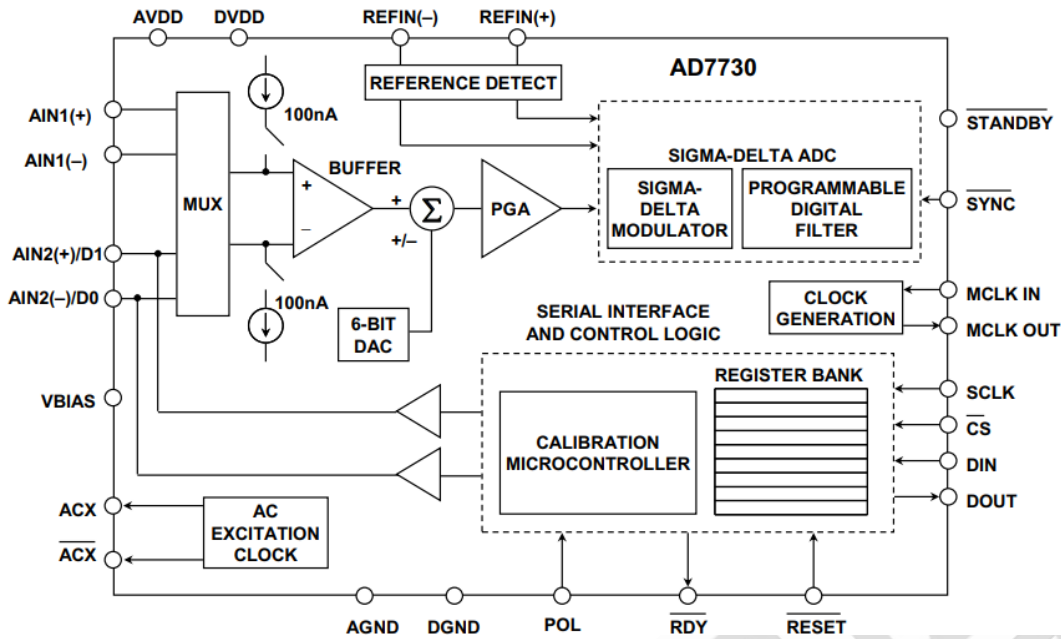 AVDD
DVDD
REFIN(–)
REFIN(+)
AD7730
REFERENCE DETECT
AIN1(+)
AIN1(–)
AIN2(+)/D1
AIN2(–)/D0
MUX
100nA
100nA
BUFFER
+
–
+
+/–
Σ
PGA
6-BIT
DAC
SIGMA-DELTA ADC
SIGMA-
DELTA
MODULATOR
PROGRAMMABLE
DIGITAL
FILTER
STANDBY
SYNC
CLOCK
GENERATION
MCLK IN
MCLK OUT
SERIAL INTERFACE
AND CONTROL LOGIC
REGISTER BANK
CALIBRATION
MICROCONTROLLER
SCLK
CS
DIN
DOUT
VBIAS
ACX
ACX
AC
EXCITATION
CLOCK
AGND
DGND
POL
RDY
RESET